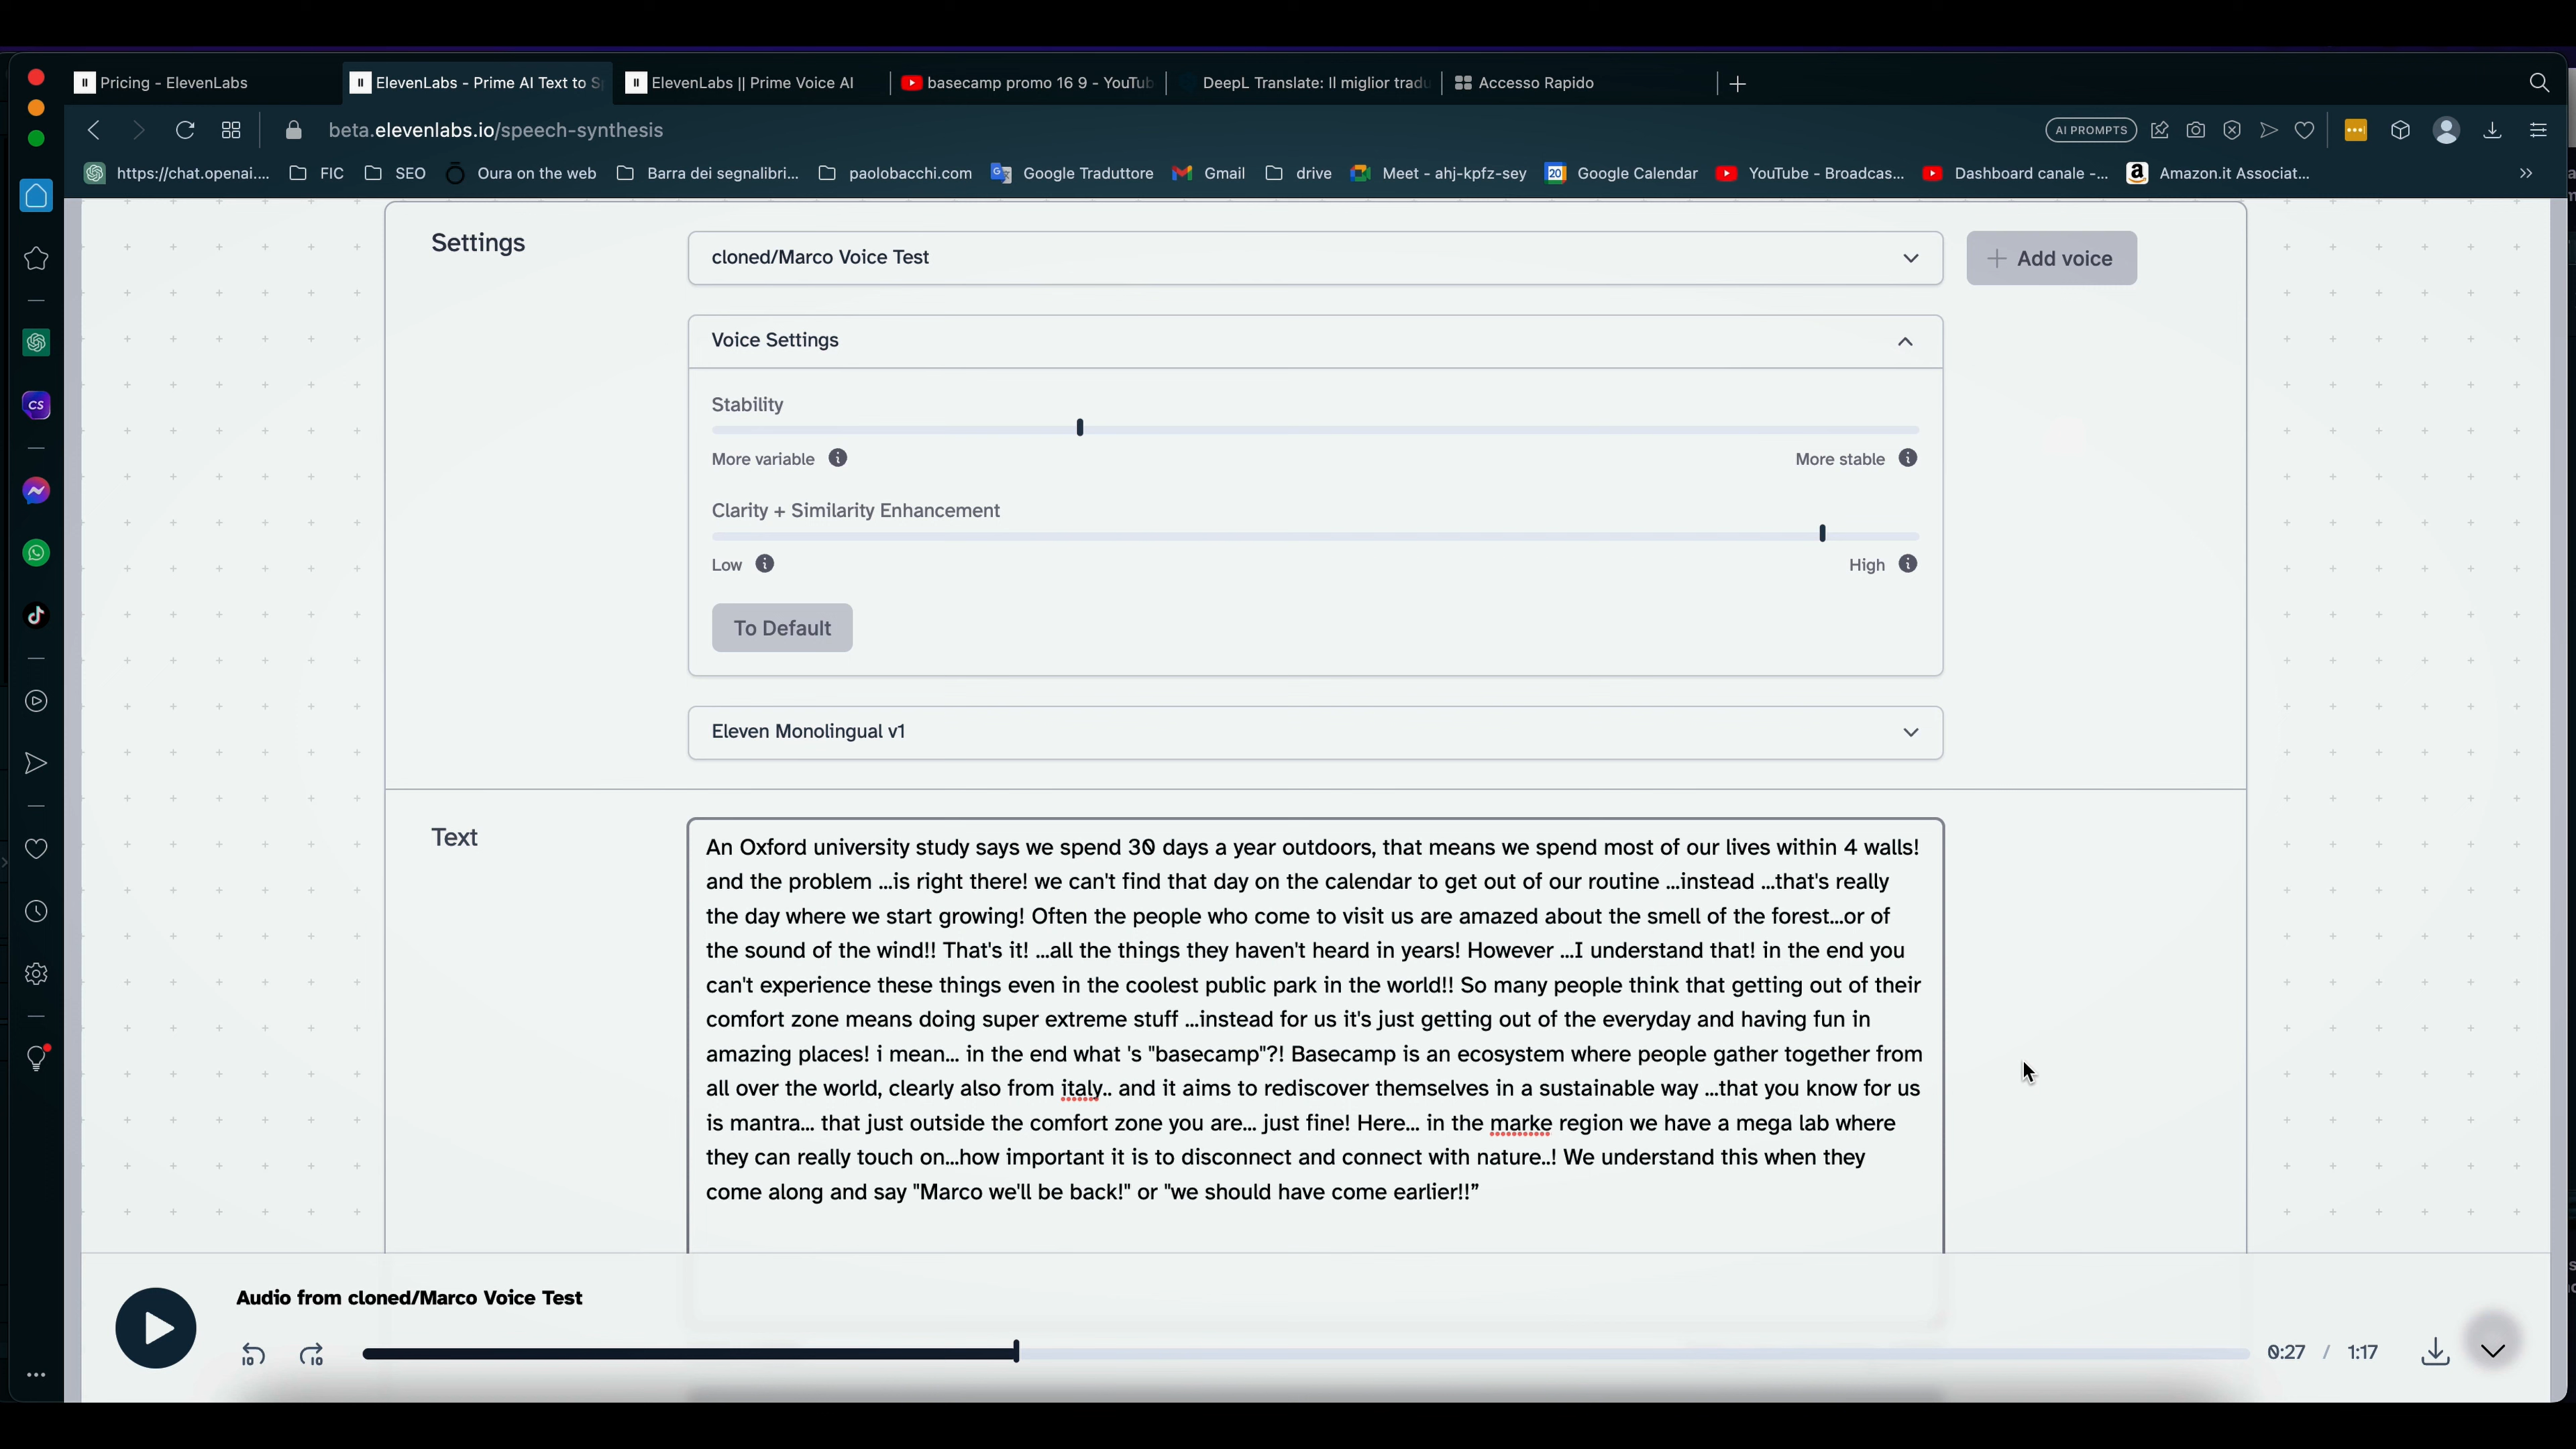 Pricing - ElevenLabs
ElevenLabs - Prime AI Text to S
ElevenLabs || Prime Voice AI
basecamp promo 16 9 - YouTub
DeepL Translate: Il miglior tradu
Accesso Rapido
beta.elevenlabs.io/speech-synthesis
AI PROMPTS
https://chat.openai....
FIC
SEO
Oura on the web
Barra dei segnalibri...
paolobacchi.com
Google Traduttore
Gmail
drive
Meet - ahj-kpfz-sey
20
Google Calendar
YouTube - Broadcas...
Dashboard canale -...
Amazon.it Associat...
CS
Settings
cloned/Marco Voice Test
+ Add voice
Voice Settings
Stability
More variable
More stable
Clarity + Similarity Enhancement
Low
High
To Default
Eleven Monolingual v1
Text
An Oxford university study says we spend 30 days a year outdoors, that means we spend most of our lives within 4 walls!
and the problem ...is right there! we can't find that day on the calendar to get out of our routine ...instead ...that's really
the day where we start growing! Often the people who come to visit us are amazed about the smell of the forest...or of
the sound of the wind!! That's it! ...all the things they haven't heard in years! However ...I understand that! in the end you
can't experience these things even in the coolest public park in the world!! So many people think that getting out of their
comfort zone means doing super extreme stuff ...instead for us it's just getting out of the everyday and having fun in
amazing places! i mean... in the end what 's "basecamp"?! Basecamp is an ecosystem where people gather together from
all over the world, clearly also from italy.. and it aims to rediscover themselves in a sustainable way ...that you know for us
is mantra... that just outside the comfort zone you are... just fine! Here... in the marke region we have a mega lab where
they can really touch on...how important it is to disconnect and connect with nature..! We understand this when they
come along and say "Marco we'll be back!" or "we should have come earlier!!”
Audio from cloned/Marco Voice Test
10
10
0:27 / 1:17